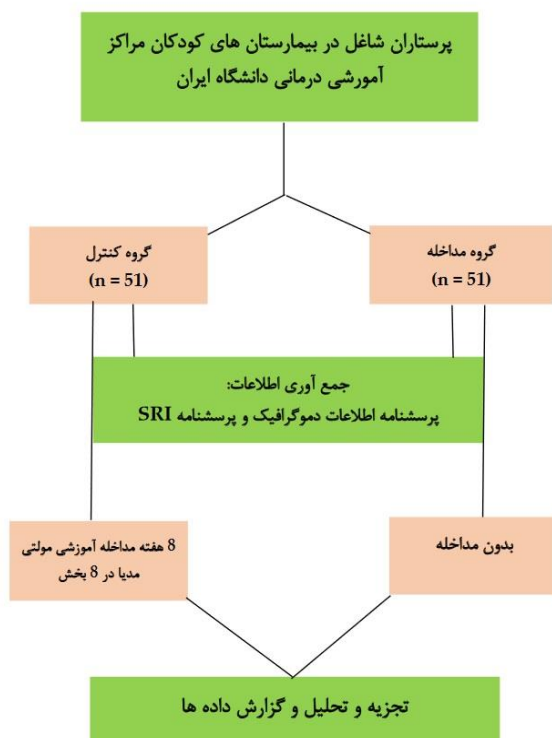 پرستاران شاغل در بیمارستان های کودکان مراکز
آمورشی درمانی دانشگاه ایران
گروه مداخله
(n = 51)
گروه کنترل
(n = 51)
جمع آوری اطلاعات:
پرسشنامه اطلاعات دموگرافیک و پرسشنامه SRI
بدون مداخله
8 هفته مداخله آموزشی مولتی
مدیا در 8 بخش
تجزیه و تحلیل و گزارش داده ها